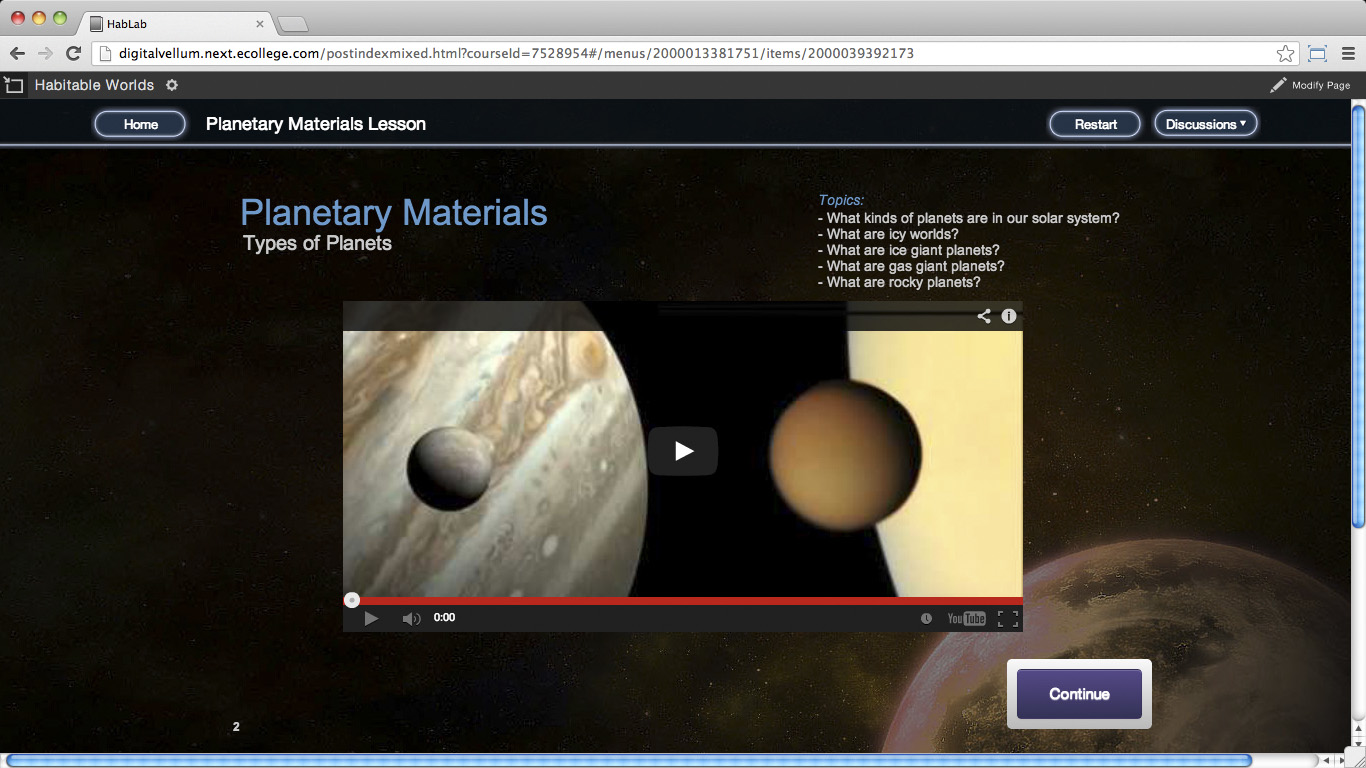 HabLab
digitalvellum.next.ecollege.com/postindexmixed.html?courseId=7528954#/menus/2000013381751/items/2000039392173
Habitable Worlds
Modify Page
Home
Planetary Materials Lesson
Restart
Discussions
Planetary Materials
Types of Planets
Topics:
- What kinds of planets are in our solar system?
- What are icy worlds?
- What are ice giant planets?
- What are gas giant planets?
- What are rocky planets?
0:00
YouTube
Continue
2